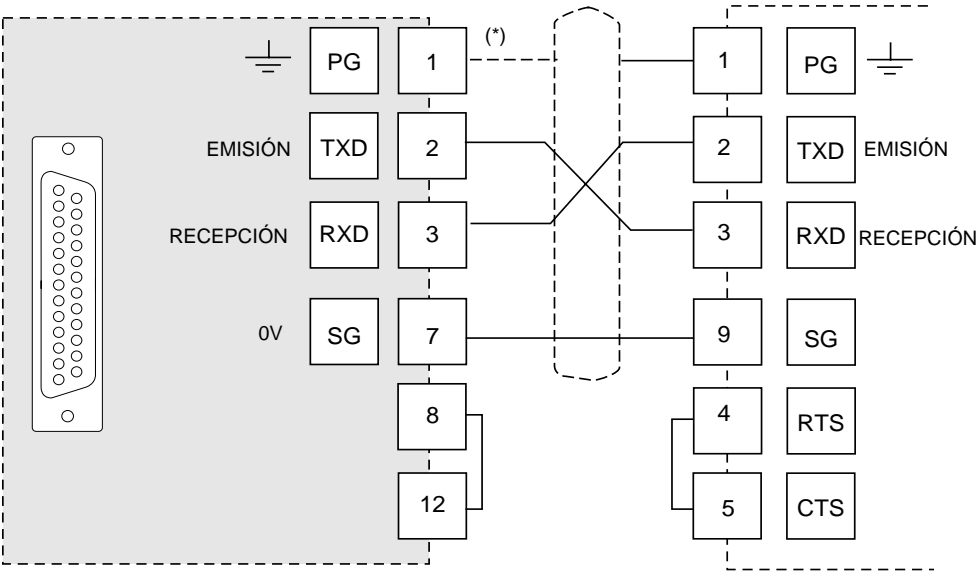 (*)
PG 1 1 PG
EMISIÓN TXD 2 2 TXD EMISIÓN
RECEPCIÓN RXD 3 3 RXD RECEPCIÓN
0V SG 7 9 SG
8 4 RTS
12 5 CTS